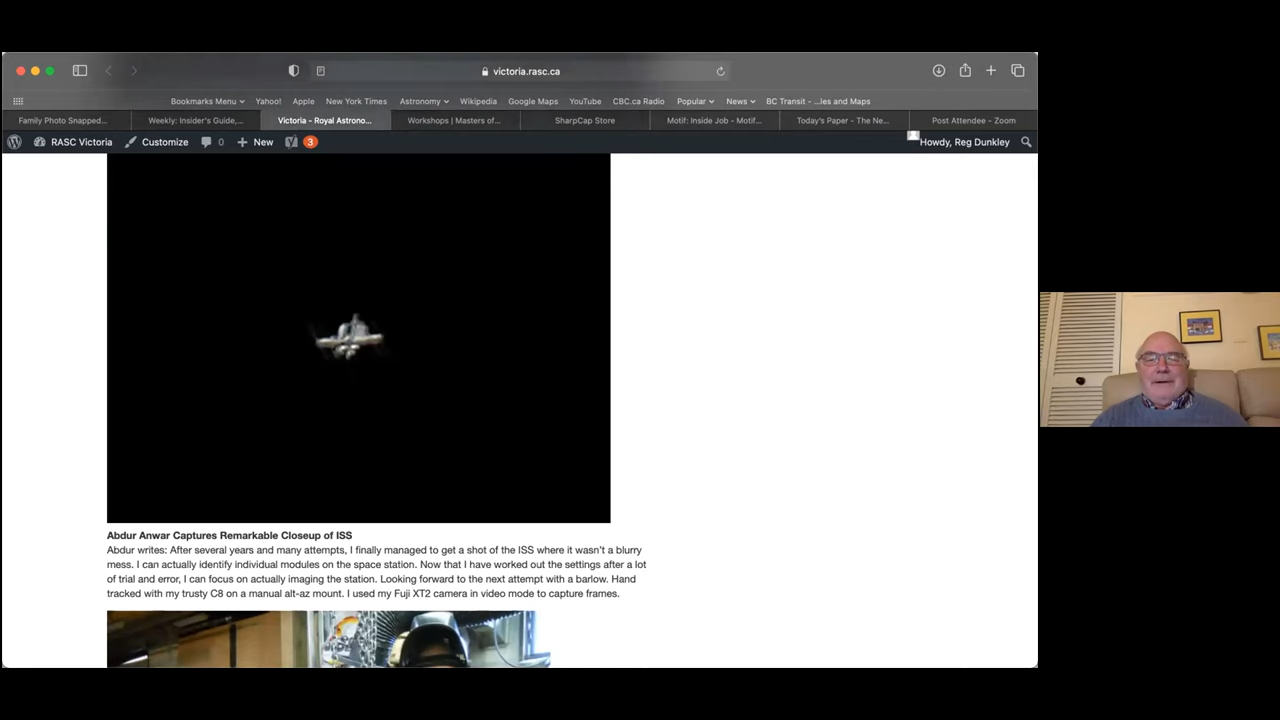 victoria.rasc.ca
Bookmarks Menu Yahoo! Apple New York Times Astronomy Wikipedia Google Maps YouTube CBC.ca Radio Popular News BC Transit - ...les and Maps
Family Photo Snapped... Weekly: Insider's Guide,... Victoria - Royal Astrono... Workshops | Masters of... SharpCap Store Motif: Inside Job - Motif... Today's Paper - The Ne... Post Attendee - Zoom
RASC Victoria Customize 0 New 3 Howdy, Reg Dunkley
Abdur Anwar Captures Remarkable Closeup of ISS
Abdur writes: After several years and many attempts, I finally managed to get a shot of the ISS where it wasn't a blurry
mess. I can actually identify individual modules on the space station. Now that I have worked out the settings after a lot
of trial and error, I can focus on actually imaging the station. Looking forward to the next attempt with a barlow. Hand
tracked with my trusty C8 on a manual alt-az mount. I used my Fuji XT2 camera in video mode to capture frames.